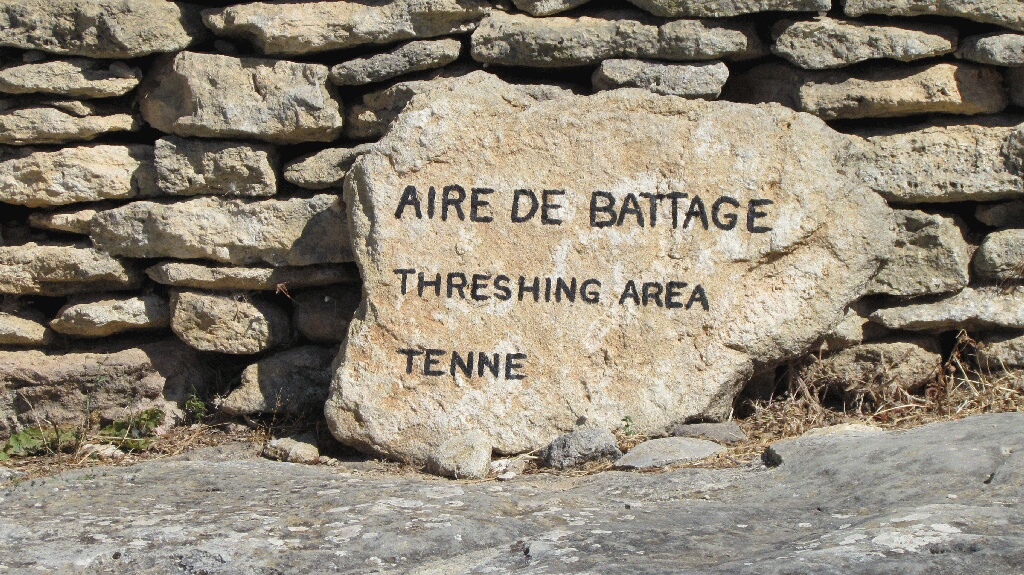 AIRE DE BATTAGE
THRESHING AREA
TENNE